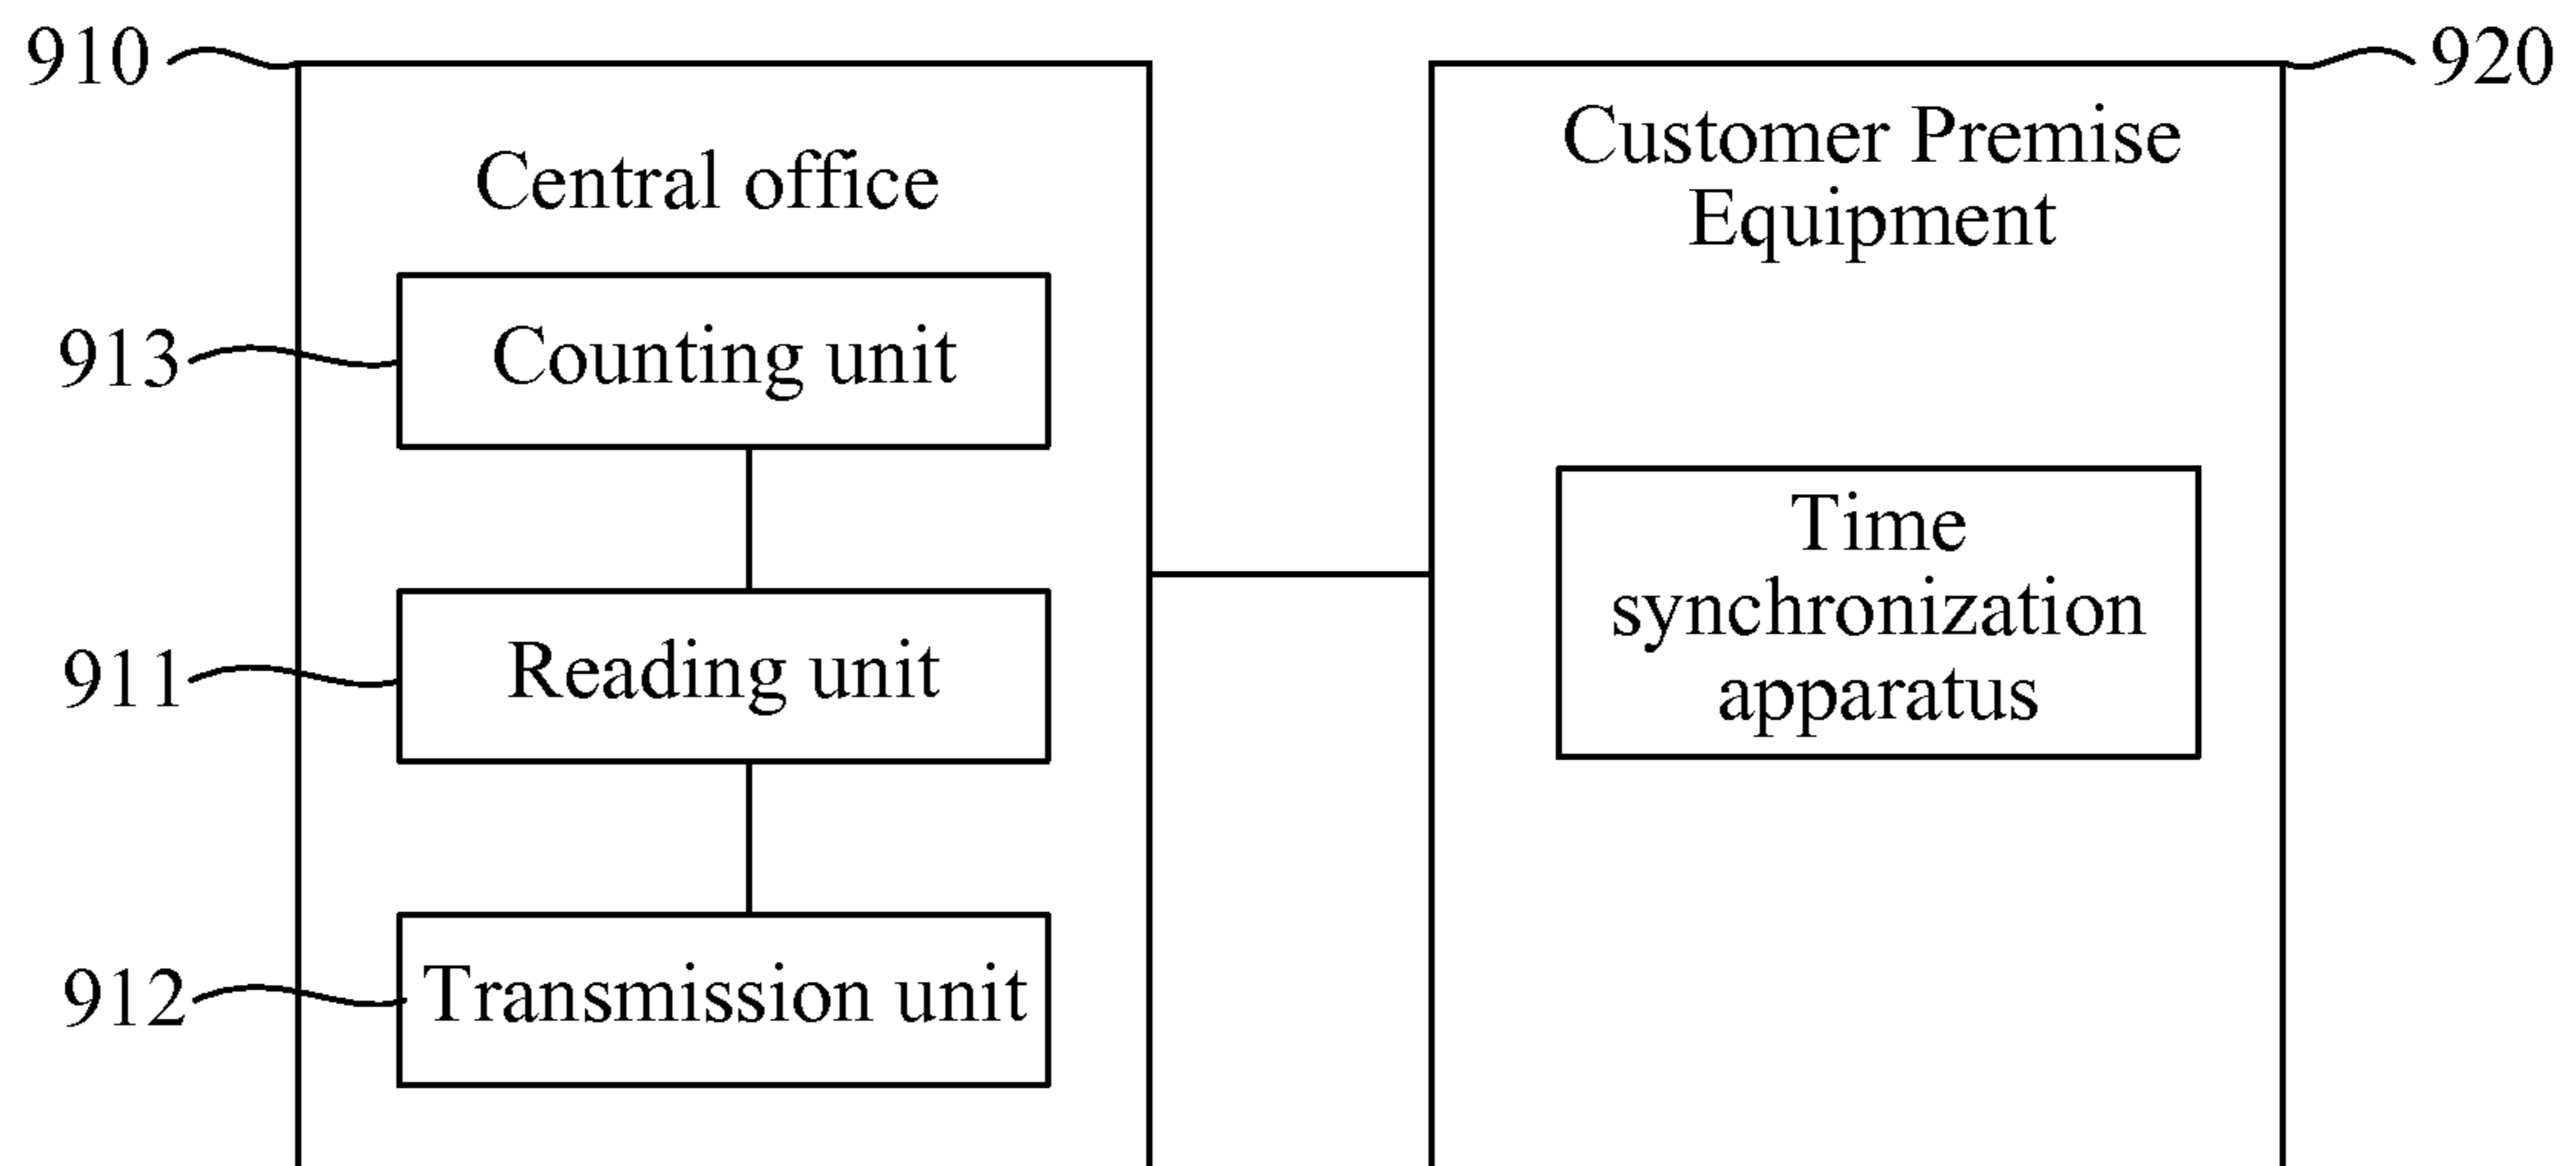 910
Central office
913
Counting unit
911
Reading unit
912
Transmission unit
920
Customer Premise
Equipment
Time
synchronization
apparatus